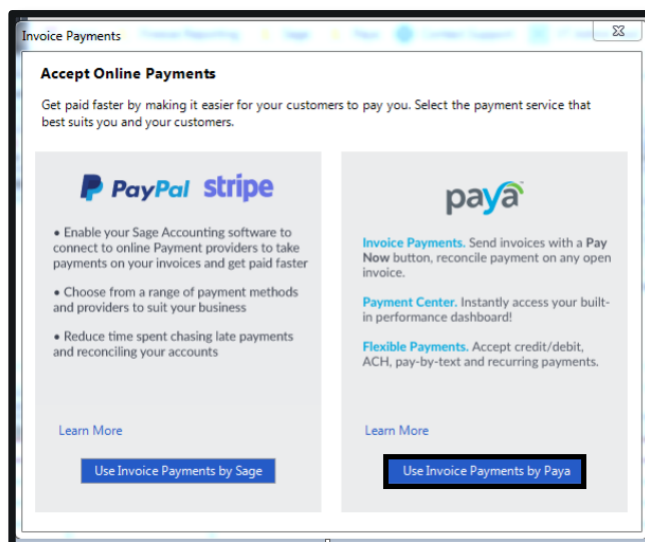 Invoice Payments
Accept Online Payments
Get paid faster by making it easier for your customers to pay you. Select the payment service that
best suits you and your customers.
PayPal stripe
• Enable your Sage Accounting software to
connect to online Payment providers to take
payments on your invoices and get paid faster
• Choose from a range of payment methods
and providers to suit your business
• Reduce time spent chasing late payments
and reconciling your accounts
Learn More
Use Invoice Payments by Sage
paya
Invoice Payments. Send invoices with a Pay
Now button, reconcile payment on any open
invoice.
Payment Center. Instantly access your built-
in performance dashboard!
Flexible Payments. Accept credit/debit,
ACH, pay-by-text and recurring payments.
Learn More
Use Invoice Payments by Paya